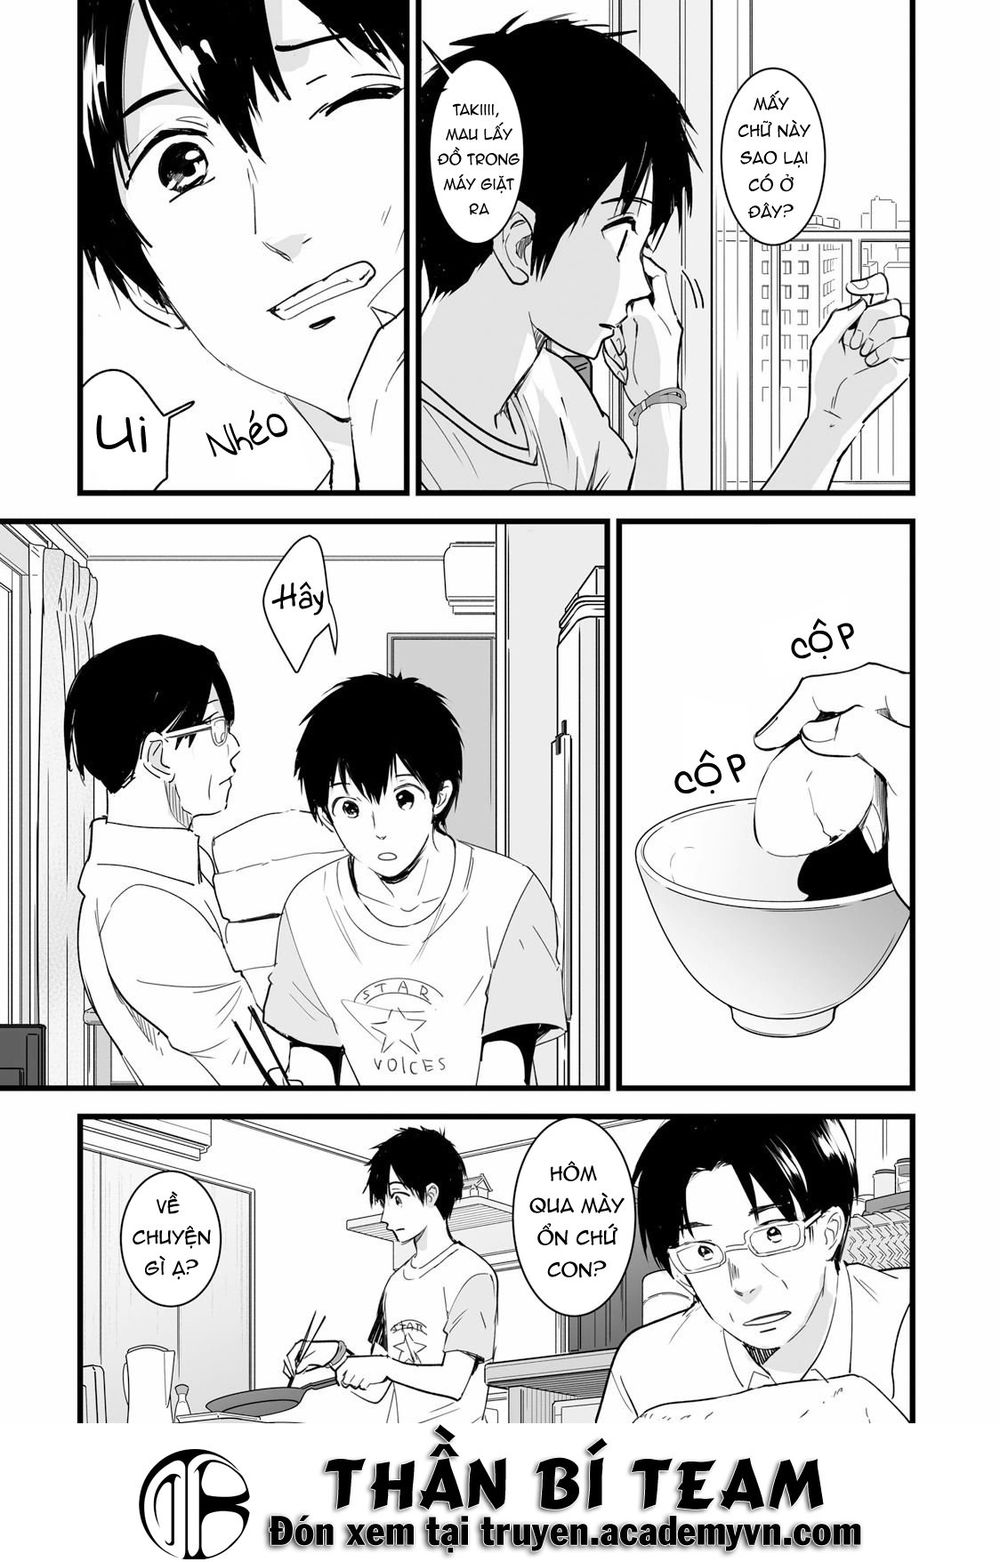 MẤY
CHỮ NÀY
SAO LẠI
CÓ Ở
ĐÂY?
TAKIIII,
MAU LẤY
ĐỒ TRONG
MÁY GIẶT
RA
Ui
NHÉO
CỘP
CỘP
Hây
STAR
VOICES
HÔM
QUA MÀY
ỔN CHỨ
CON?
VỀ
CHUYỆN
GÌ Ạ?
STAR
THẦN BÍ TEAM
Đón xem tại truyen.academyvn.com